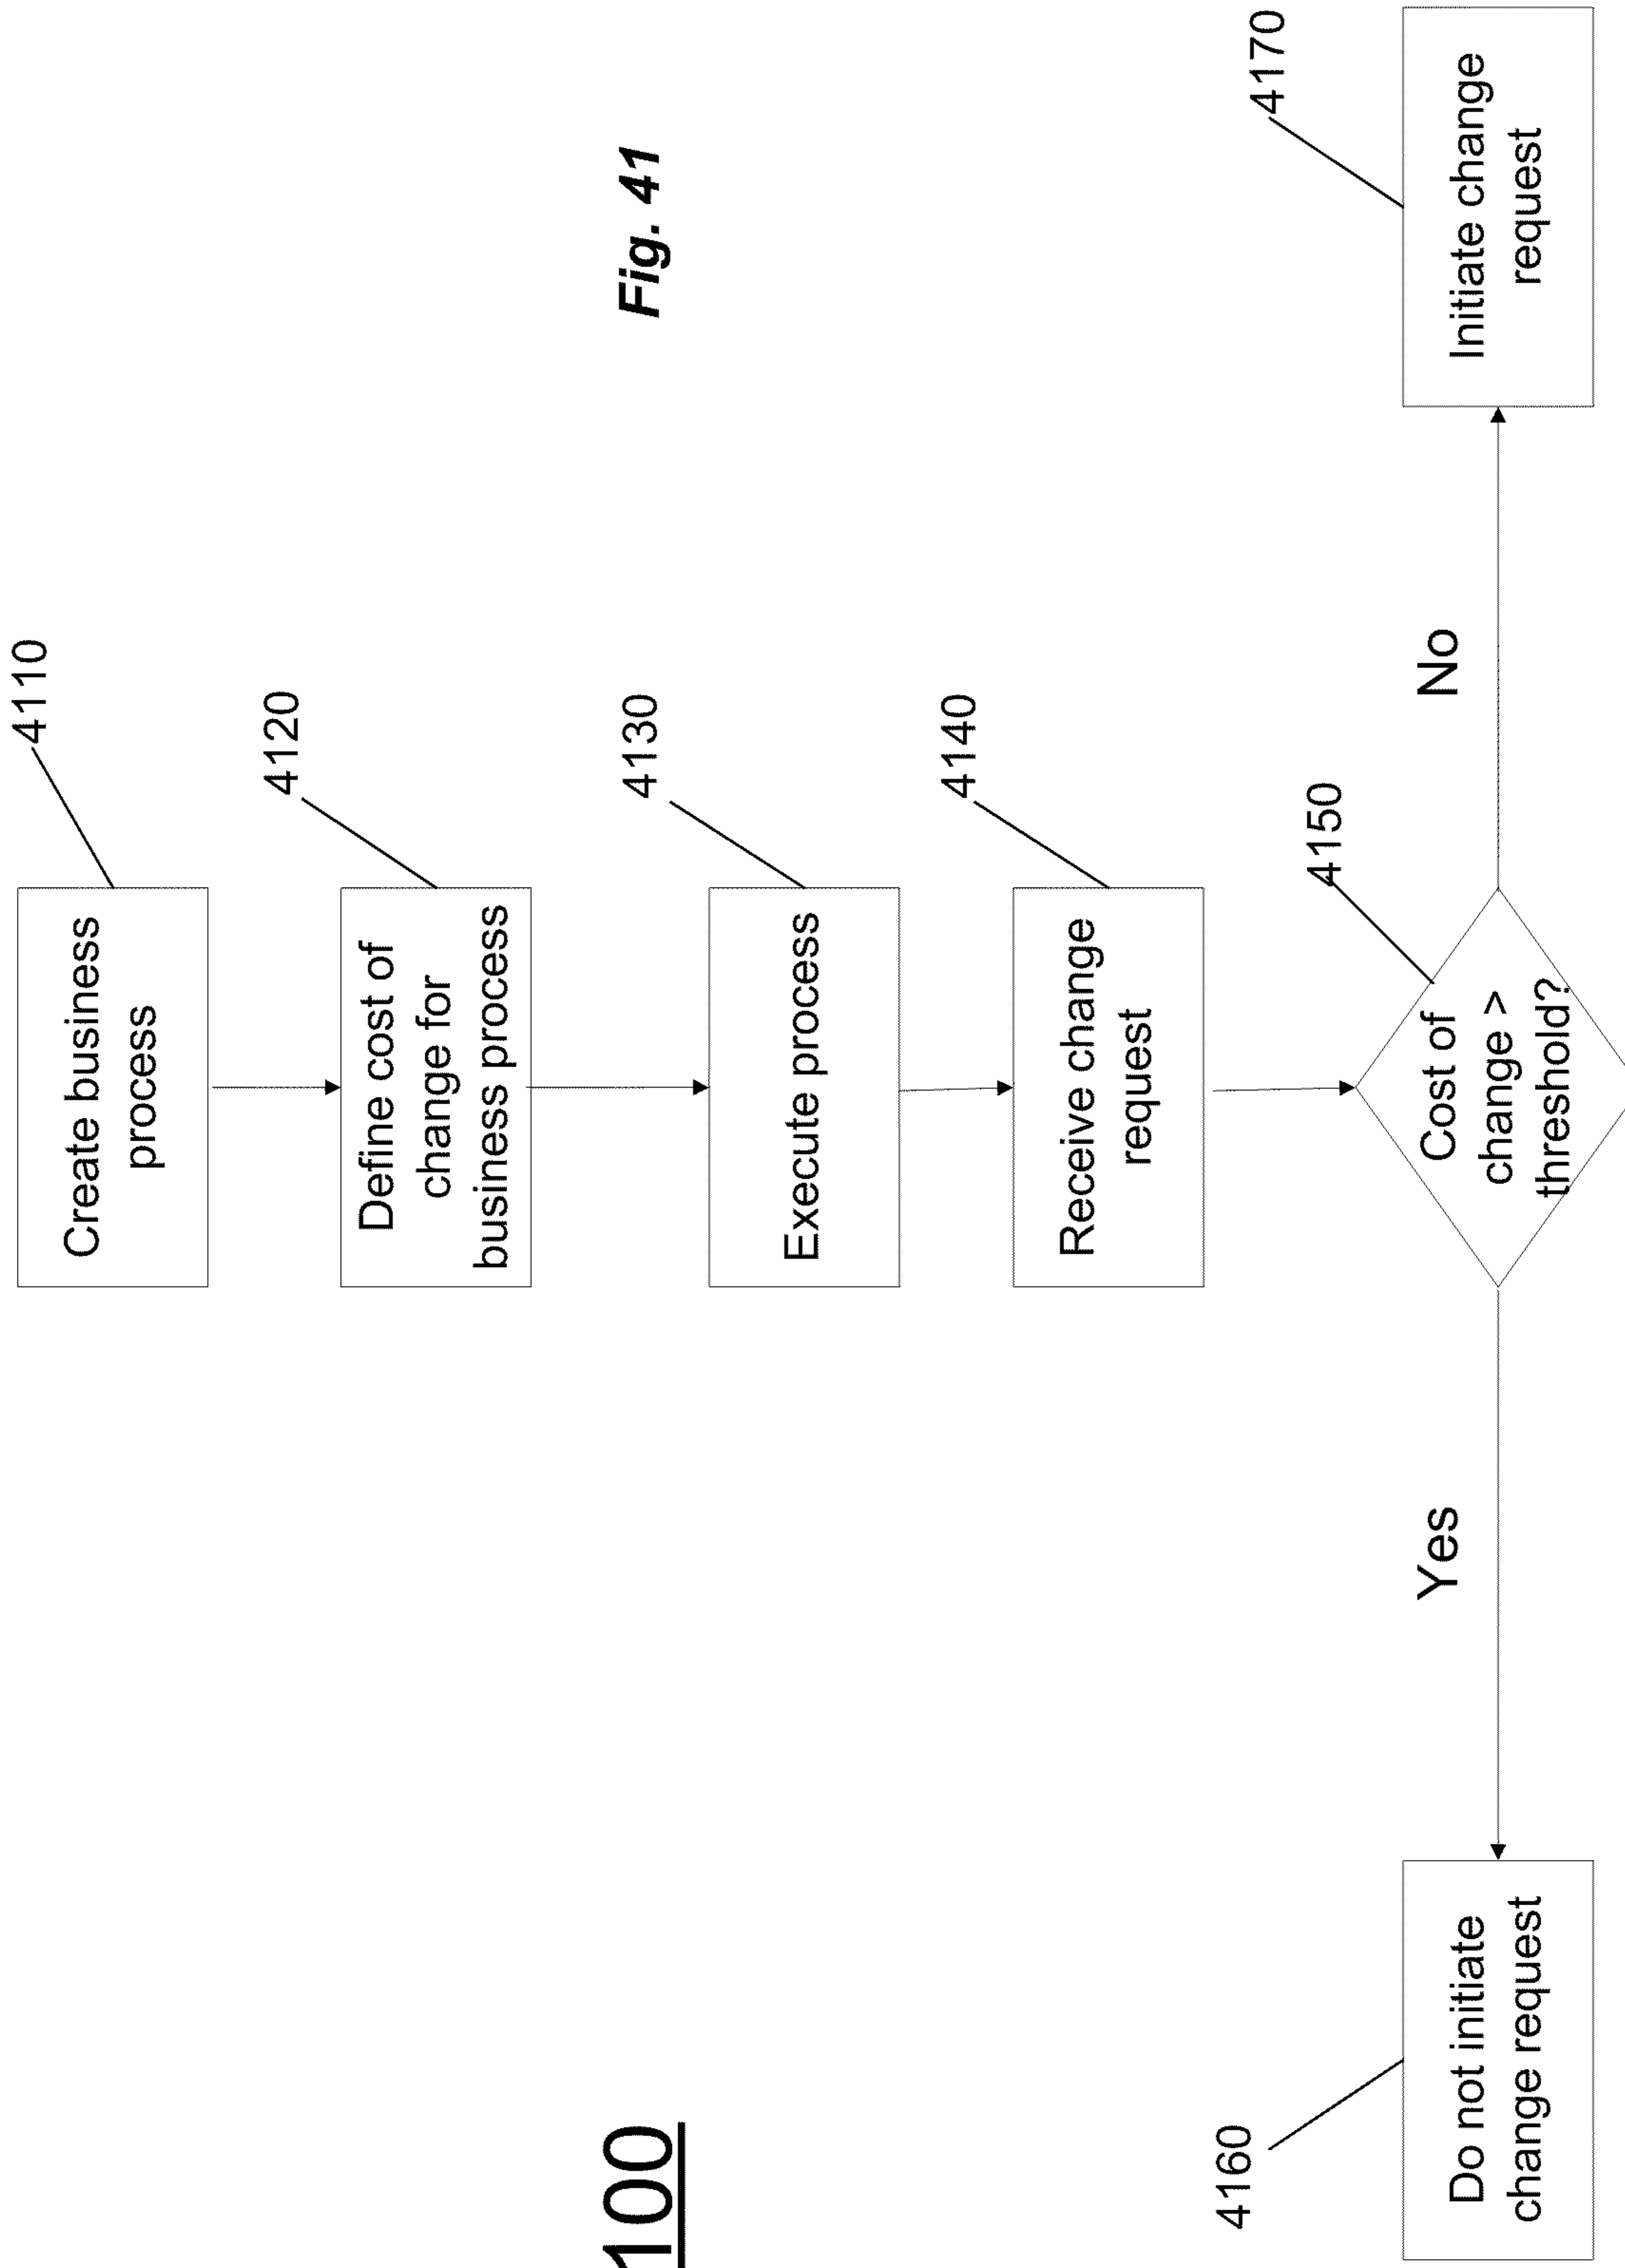 4110
Create business
process
4120
Define cost of
change for
business process
Fig. 41
4130
Execute process
100
4140
Receive change
request
4150
Cost of
change >
threshold?
Yes
No
4160
Do not initiate
change request
4170
Initiate change
request